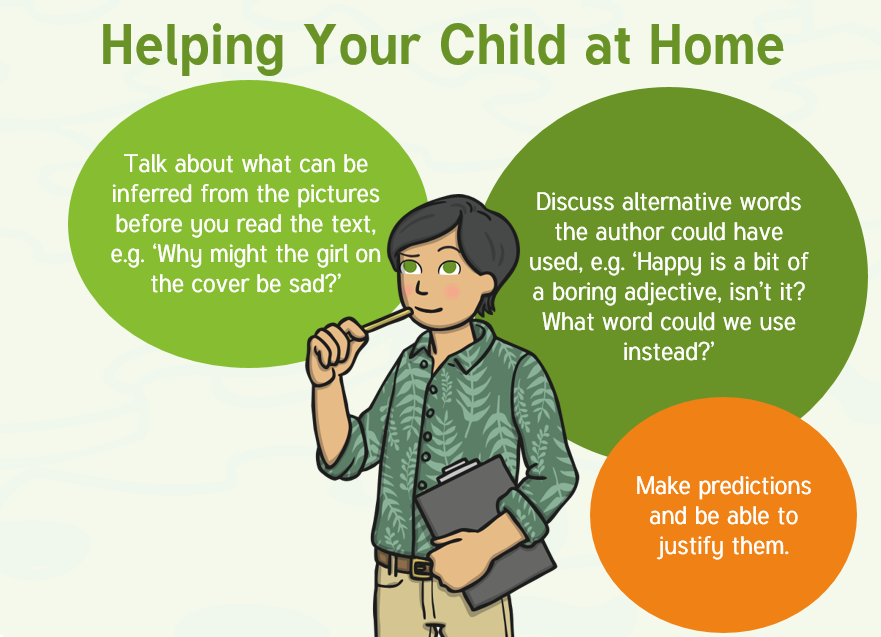 Helping Your Child at Home
Talk about what can be
inferred from the pictures
before you read the text,
e.g. ‘Why might the girl on
the cover be sad?’
Discuss alternative words
the author could have
used, e.g. ‘Happy is a bit of
a boring adjective, isn’t it?
What word could we use
instead?’
Make predictions
and be able to
justify them.